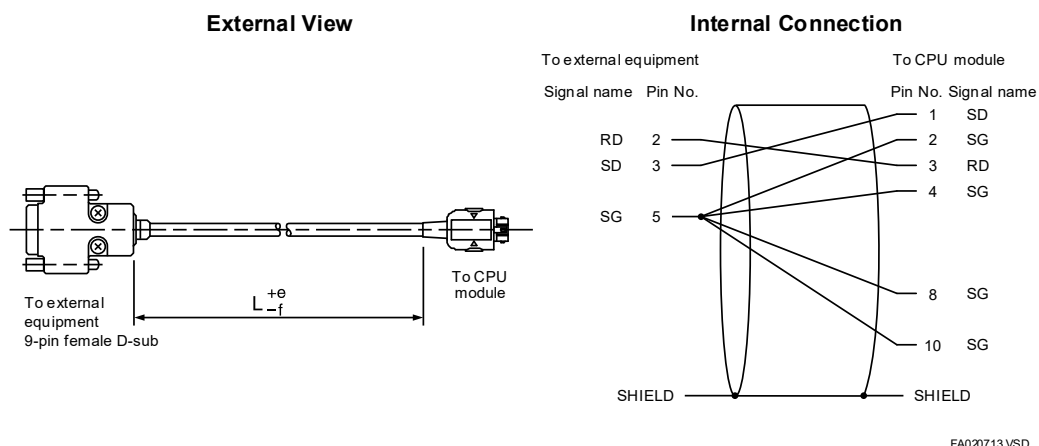 External View
To external
equipment
9-pin female D-sub
L +e -f
To CPU
module
Internal Connection
To external equipment
To CPU module
Signal name Pin No.
Pin No. Signal name
1 SD
RD 2
2 SG
SD 3
3 RD
4 SG
SG 5
8 SG
10 SG
SHIELD
SHIELD
FA020713.VSD